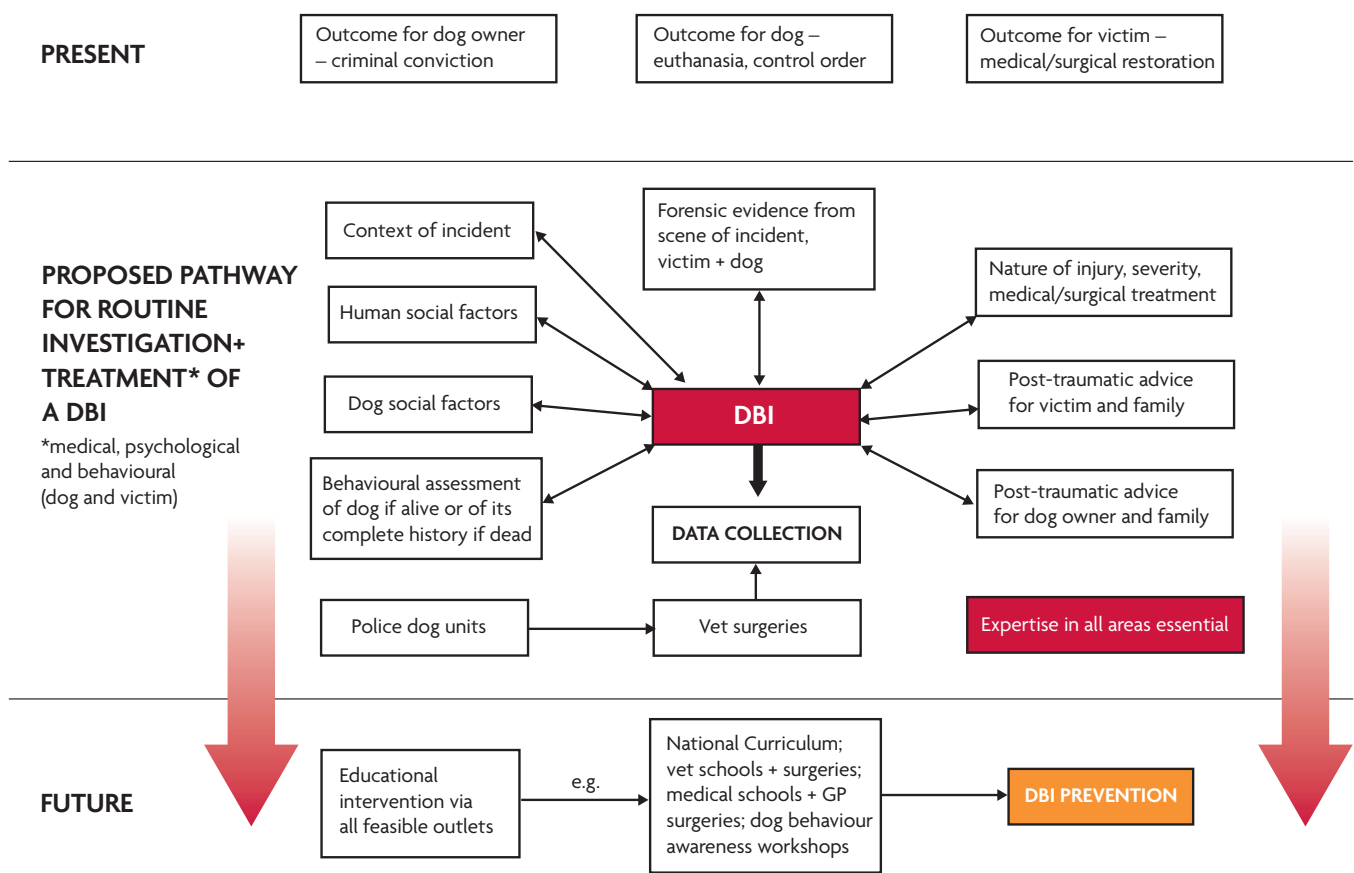 PRESENT
Outcome for dog owner
– criminal conviction
Outcome for dog –
euthanasia, control order
Outcome for victim –
medical/surgical restoration
PROPOSED PATHWAY
FOR ROUTINE
INVESTIGATION+
TREATMENT* OF
A DBI
*medical, psychological
and behavioural
(dog and victim)
Context of incident
Human social factors
Dog social factors
Behavioural assessment
of dog if alive or of its
complete history if dead
Forensic evidence from
scene of incident,
victim + dog
DBI
DATA COLLECTION
Nature of injury, severity,
medical/surgical treatment
Post-traumatic advice
for victim and family
Post-traumatic advice
for dog owner and family
Police dog units
Vet surgeries
Expertise in all areas essential
FUTURE
Educational
intervention via
all feasible outlets
e.g.
National Curriculum;
vet schools + surgeries;
medical schools + GP
surgeries; dog behaviour
awareness workshops
DBI PREVENTION